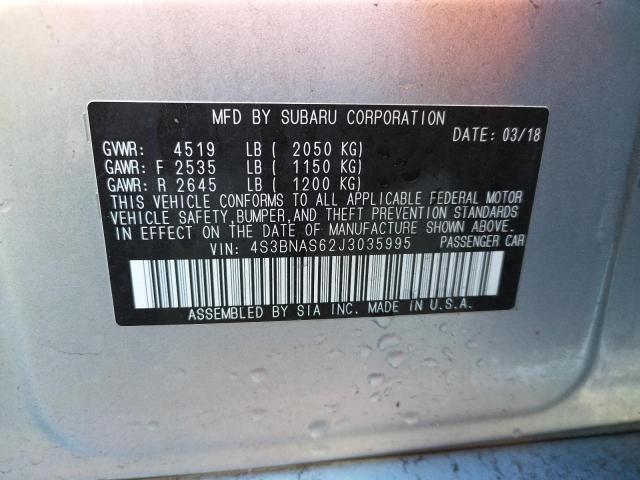 MFD BY SUBARU CORPORATION
DATE: 03/18
GVWR: 4519 LB ( 2050 KG)
GAWR: F 2535 LB ( 1150 KG)
GAWR: R 2645 LB ( 1200 KG)
THIS VEHICLE CONFORMS TO ALL APPLICABLE FEDERAL MOTOR
VEHICLE SAFETY, BUMPER, AND THEFT PREVENTION STANDARDS
IN EFFECT ON THE DATE OF MANUFACTURE SHOWN ABOVE.
VIN: 4S3BNAS62J3035995 PASSENGER CAR
ASSEMBLED BY SIA INC. MADE IN U.S.A.